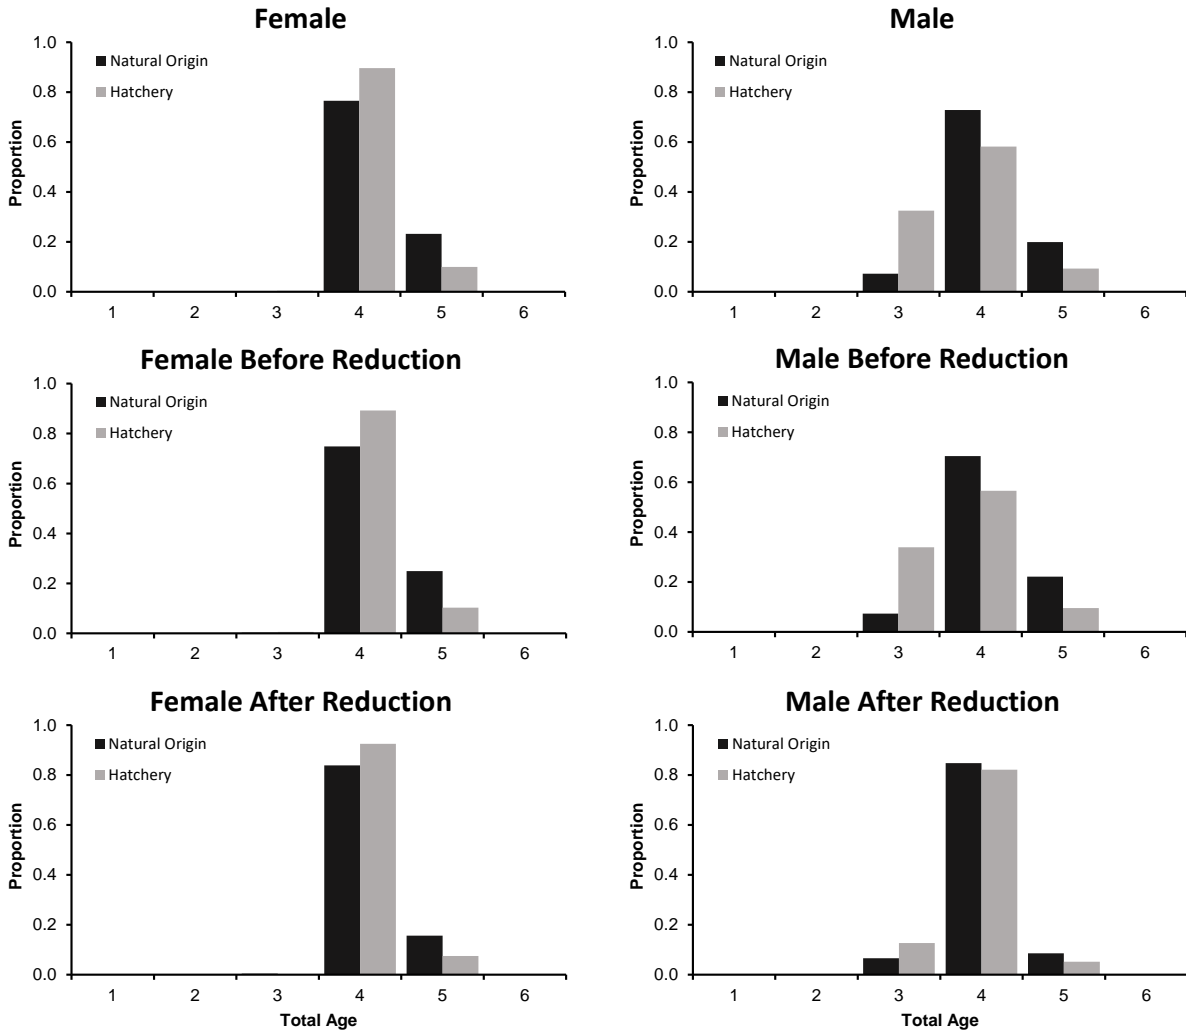 Female
1.0
0.8
0.6
0.4
0.2
0.0
Proportion
Natural Origin
Hatchery
1 2 3 4 5 6
Male
1.0
0.8
0.6
0.4
0.2
0.0
Proportion
Natural Origin
Hatchery
1 2 3 4 5 6
Female Before Reduction
1.0
0.8
0.6
0.4
0.2
0.0
Proportion
Natural Origin
Hatchery
1 2 3 4 5 6
Male Before Reduction
1.0
0.8
0.6
0.4
0.2
0.0
Proportion
Natural Origin
Hatchery
1 2 3 4 5 6
Female After Reduction
1.0
0.8
0.6
0.4
0.2
0.0
Proportion
Natural Origin
Hatchery
1 2 3 4 5 6
Total Age
Male After Reduction
1.0
0.8
0.6
0.4
0.2
0.0
Proportion
Natural Origin
Hatchery
1 2 3 4 5 6
Total Age